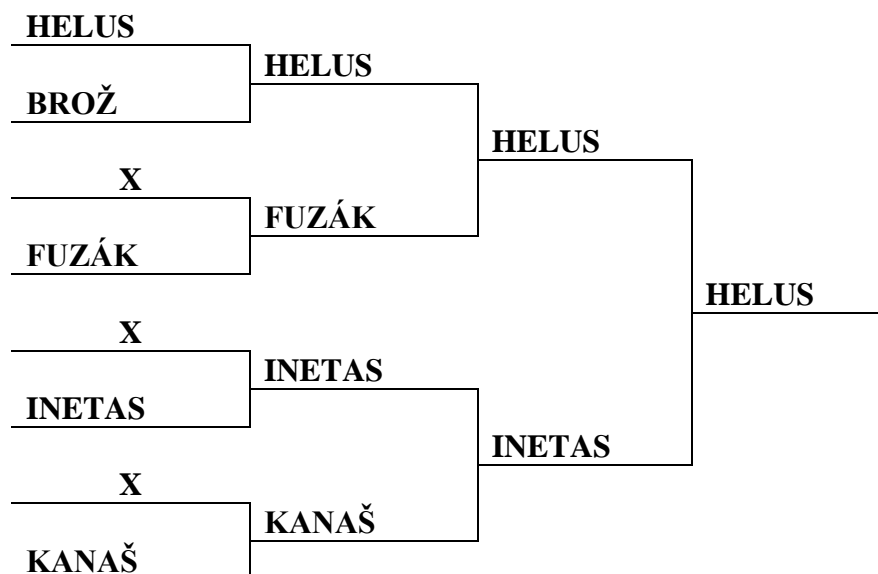 HELUS
HELUS
BROŽ
HELUS
X
FUZÁK
FUZÁK
HELUS
X
INETAS
INETAS
INETAS
X
KANAŠ
KANAŠ